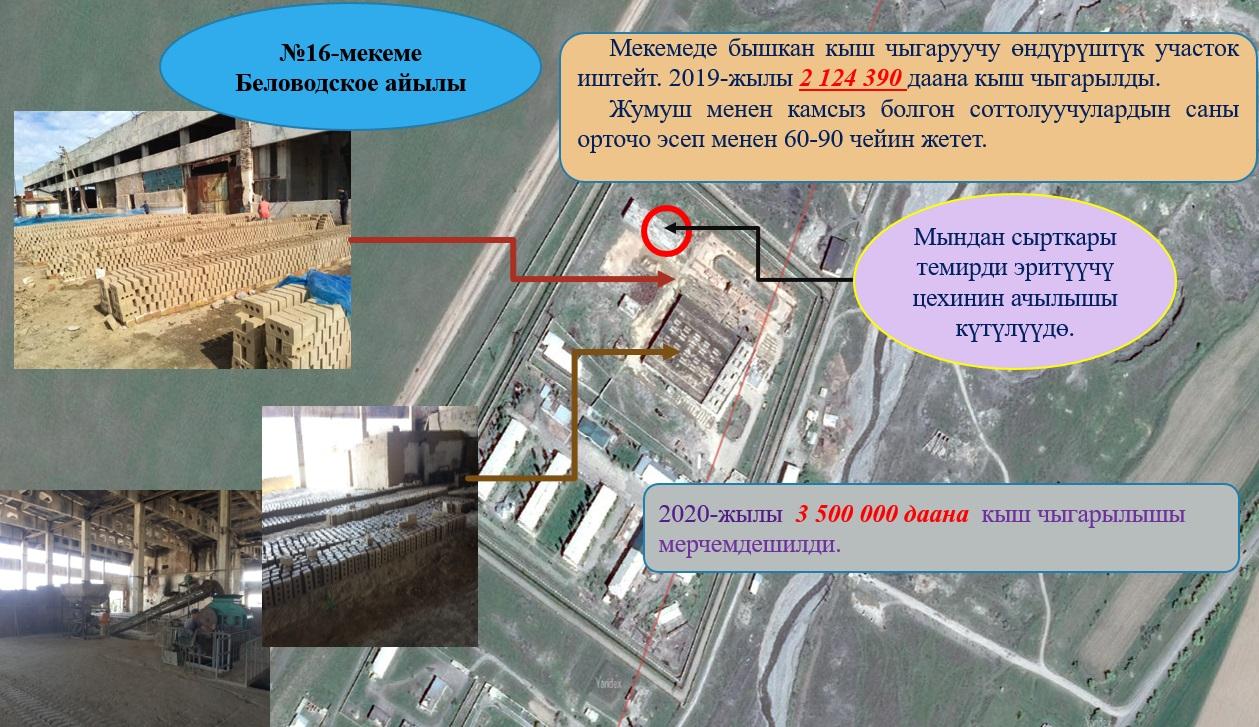 №16-мекеме
Беловодское айылы
Мекемеде бышкан кыш чыгаруучу өндүрүштүк участок
иштейт. 2019-жылы 2 124 390 даана кыш чыгарылды.
Жумуш менен камсыз болгон соттолуучулардын саны
орточо эсеп менен 60-90 чейин жетет.
Мындан сырткары
темирди эритүүчү
цехинин ачылышы
күтүлүүдө.
2020-жылы 3 500 000 даана кыш чыгарылышы
мерчемдешилди.
Yandex
Yandex